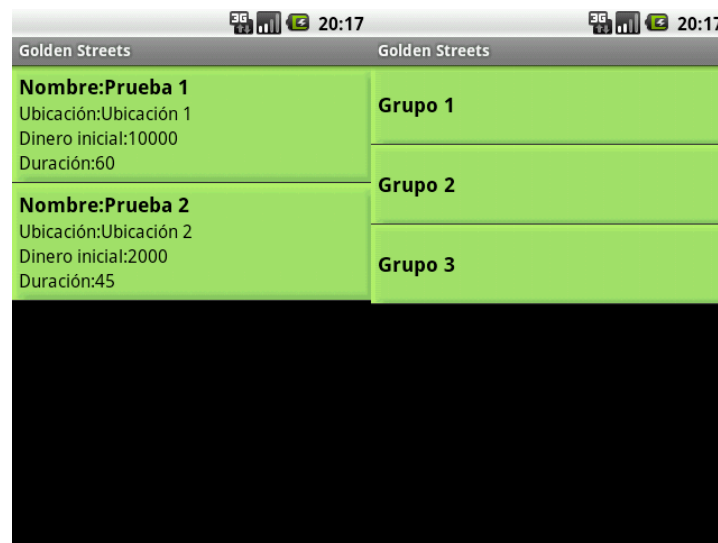 20:17
Golden Streets
Nombre:Prueba 1
Ubicación:Ubicación 1
Dinero inicial:10000
Duración:60
Nombre:Prueba 2
Ubicación:Ubicación 2
Dinero inicial:2000
Duración:45
3G 20:17
Golden Streets
Grupo 1
Grupo 2
Grupo 3